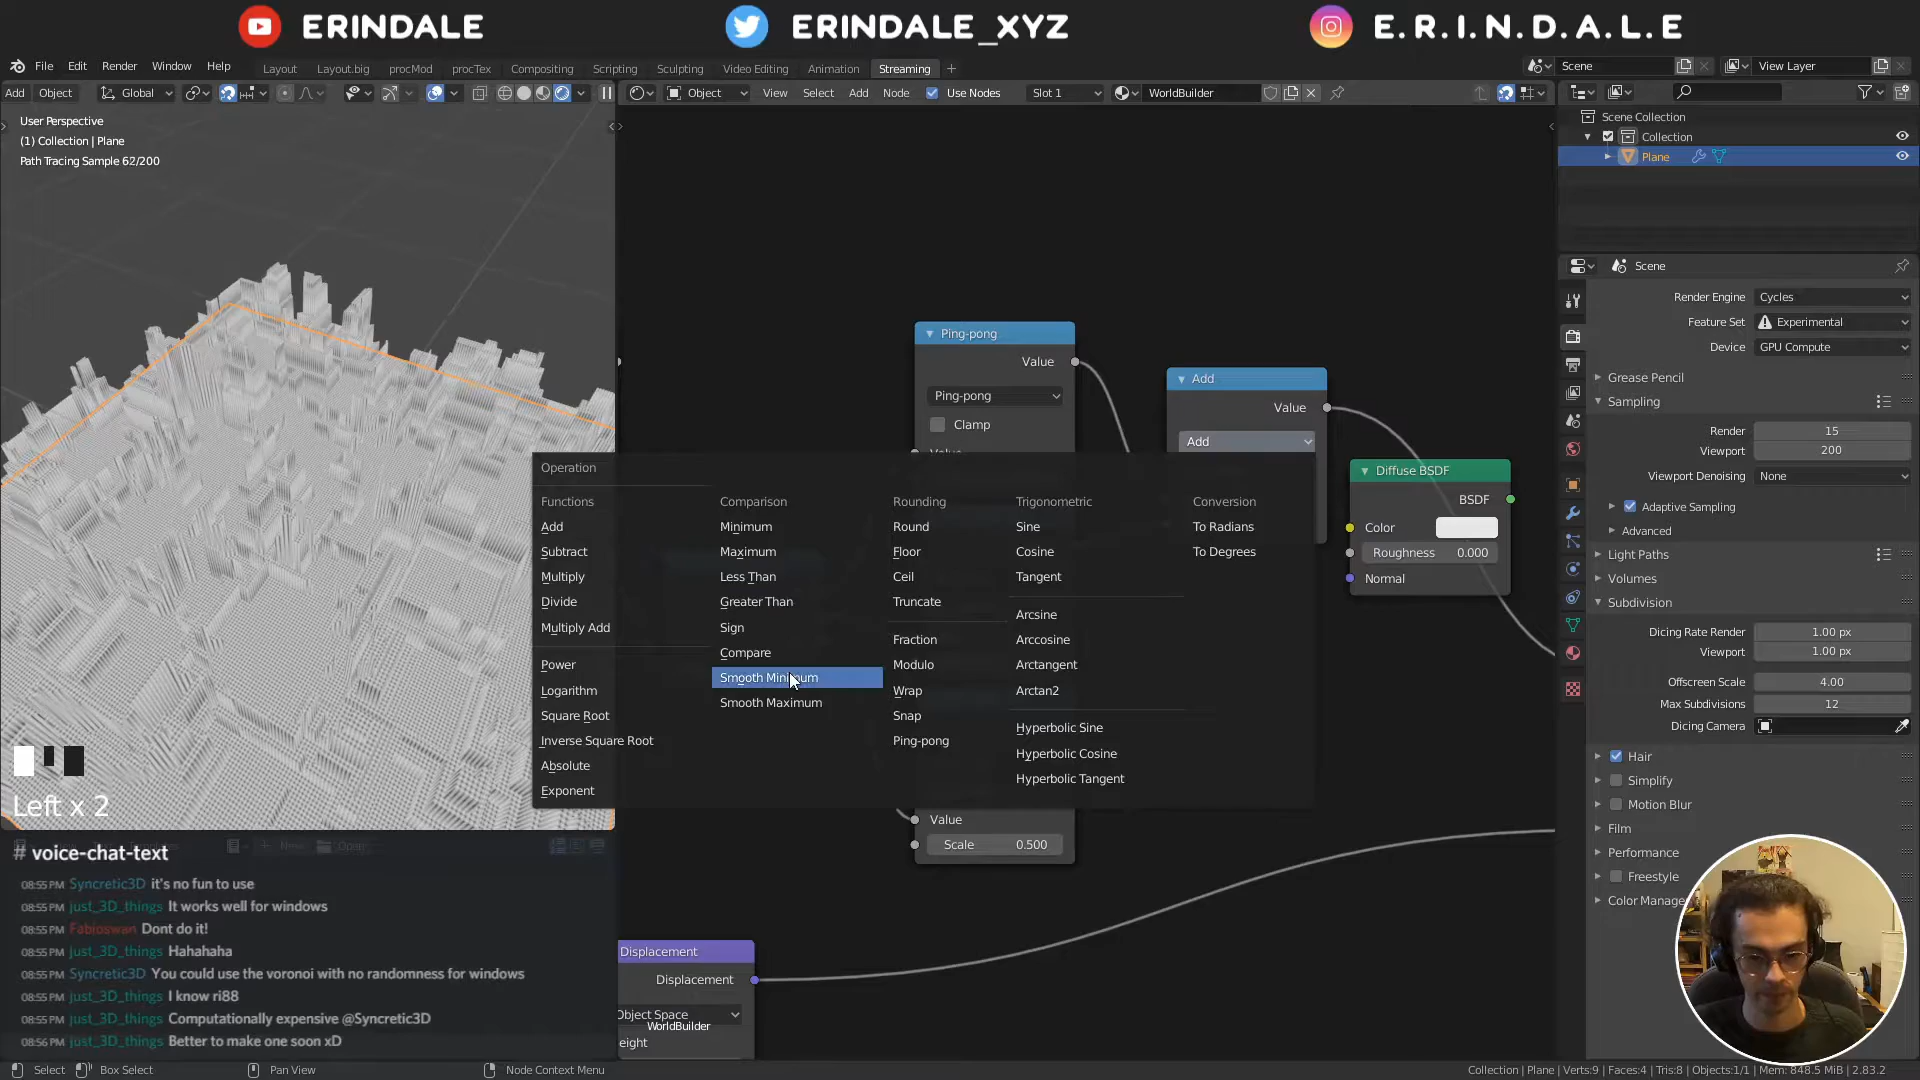 ERINDALE
ERINDALE_XYZ
E.R.I.N.D.A.L.E
File Edit Render Window Help
Layout Layout.big procMod procTex Compositing Scripting Sculpting Video Editing Animation Streaming +
Scene
View Layer
Add Object Global
Object View Select Add Node Use Nodes Slot 1 WorldBuilder
User Perspective
(1) Collection | Plane
Path Tracing Sample 62/200
Scene Collection
Collection
Plane
Scene
Render Engine Cycles
Feature Set Experimental
Device GPU Compute
Grease Pencil
Sampling
Render 15
Viewport 200
Viewport Denoising None
Adaptive Sampling
Advanced
Light Paths
Volumes
Subdivision
Dicing Rate Render 1.00 px
Viewport 1.00 px
Offscreen Scale 4.00
Max Subdivisions 12
Dicing Camera
Hair
Simplify
Motion Blur
Film
Performance
Freestyle
Color Manage
Ping-pong
Value
Ping-pong
Clamp
Value
Add
Value
Add
Diffuse BSDF
BSDF
Color
Roughness 0.000
Normal
Operation
Functions
Add
Subtract
Multiply
Divide
Multiply Add
Power
Logarithm
Square Root
Inverse Square Root
Absolute
Exponent
Comparison
Minimum
Maximum
Less Than
Greater Than
Sign
Compare
Smooth Minimum
Smooth Maximum
Rounding
Round
Floor
Ceil
Truncate
Fraction
Modulo
Wrap
Snap
Ping-pong
Trigonometric
Sine
Cosine
Tangent
Arcsine
Arccosine
Arctangent
Arctan2
Hyperbolic Sine
Hyperbolic Cosine
Hyperbolic Tangent
Conversion
To Radians
To Degrees
Value
Scale 0.500
Displacement
Displacement
Object Space
WorldBuilder
eight
Left x 2
# voice-chat-text
08:55 PM Syncretic3D it's no fun to use
08:55 PM just_3D_things It works well for windows
08:55 PM Fabioswan Dont do it!
08:55 PM just_3D_things Hahahaha
08:55 PM Syncretic3D You could use the voronoi with no randomness for windows
08:55 PM just_3D_things I know ri88
08:56 PM just_3D_things Computationally expensive @Syncretic3D
08:56 PM just_3D_things Better to make one soon xD
Select Box Select Pan View Node Context Menu
Collection | Plane | Verts:9 | Faces:4 | Tris:8 | Objects:1/1 | Mem: 848.5 MiB | 2.83.2